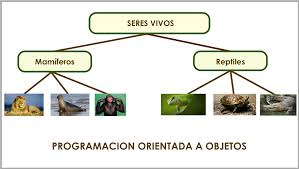 SERES VIVOS
Mamíferos
Reptiles
PROGRAMACION ORIENTADA A OBJETOS